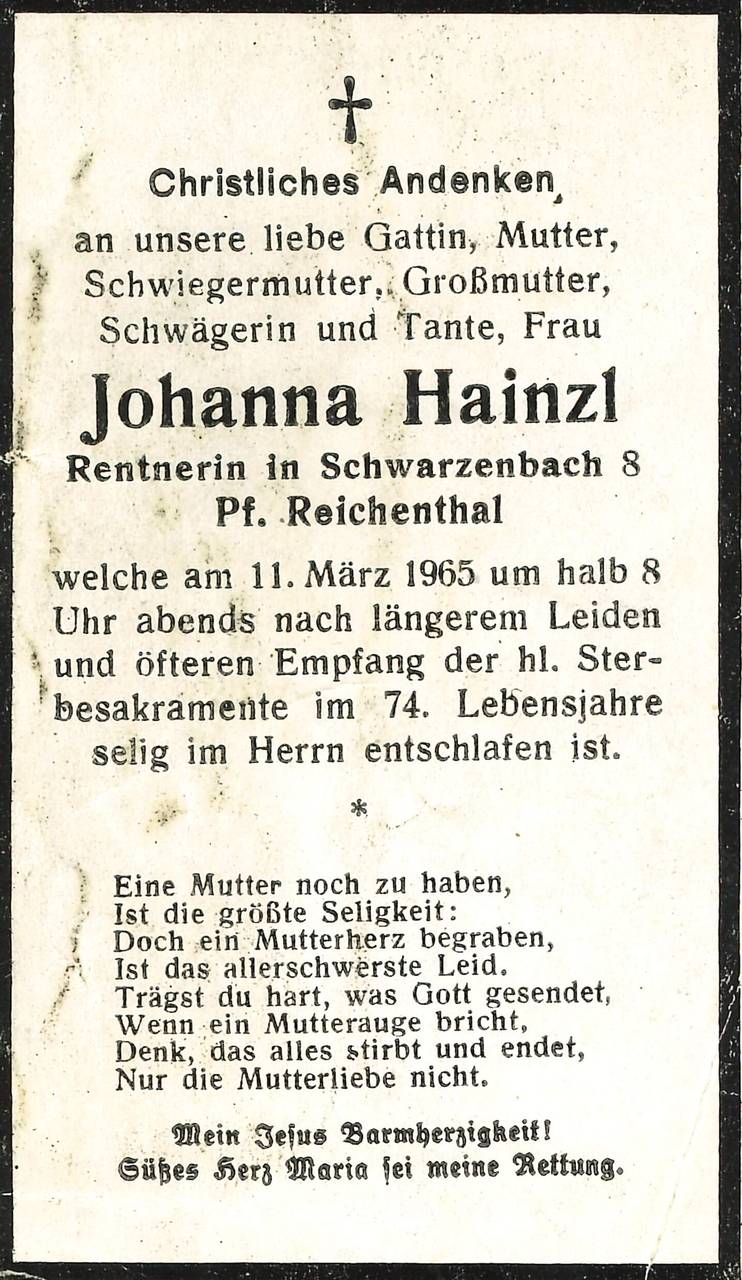 Christliches Andenken
an unsere liebe Gattin, Mutter,
Schwiegermutter, Großmutter,
Schwägerin und Tante, Frau
Johanna Hainzl
Rentnerin in Schwarzenbach 8
Pf. Reichenthal
welche am 11. März 1965 um halb 8
Uhr abends nach längerem Leiden
und öfteren Empfang der hl. Ster-
besakramente im 74. Lebensjahre
selig im Herrn entschlafen ist.
*
Eine Mutter noch zu haben,
Ist die größte Seligkeit:
Doch ein Mutterherz begraben,
Ist das allerschwerste Leid.
Trägst du hart, was Gott gesendet,
Wenn ein Mutterauge bricht,
Denk, das alles stirbt und endet,
Nur die Mutterliebe nicht.
Mein Jesus Barmherzigkeit!
Süßes Herz Maria sei meine Rettung.